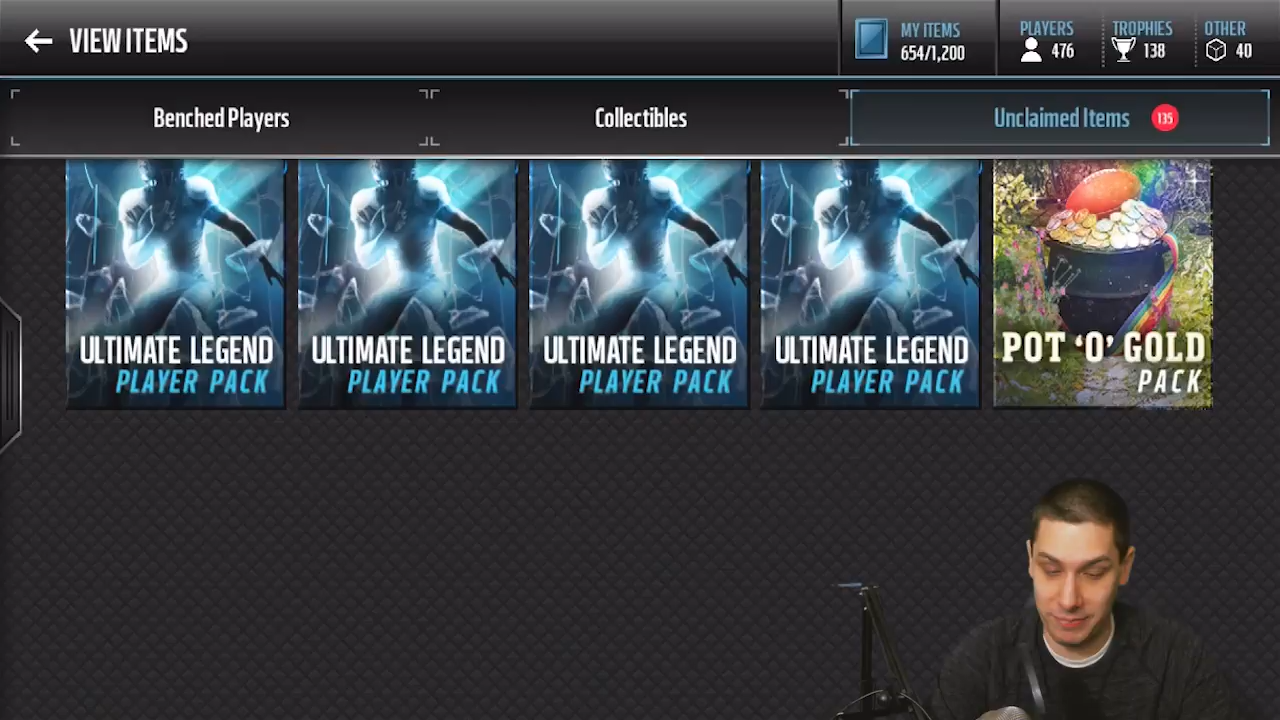 VIEW ITEMS
MY ITEMS
654/1,200
PLAYERS
476
TROPHIES
138
OTHER
40
Benched Players
Collectibles
Unclaimed Items
135
ULTIMATE LEGEND
PLAYER PACK
ULTIMATE LEGEND
PLAYER PACK
ULTIMATE LEGEND
PLAYER PACK
ULTIMATE LEGEND
PLAYER PACK
POT ‘O’ GOLD
PACK